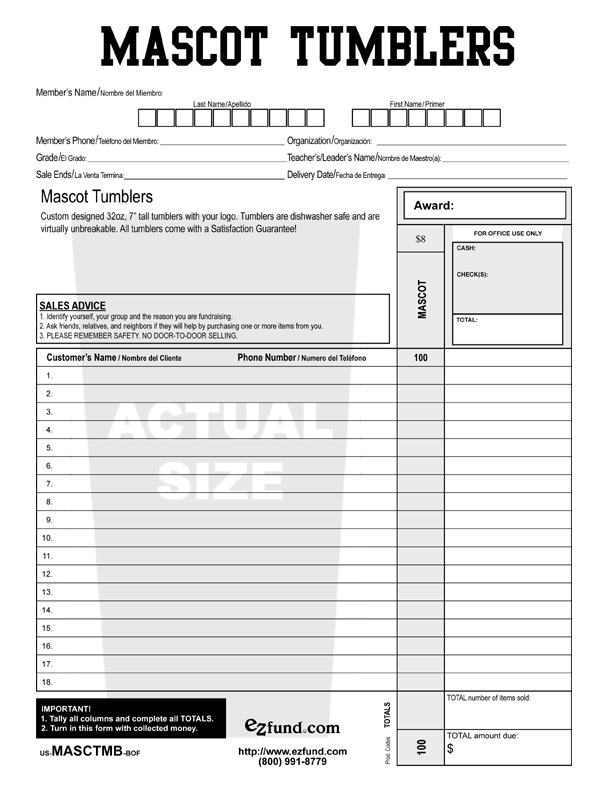 MASCOT TUMBLERS
Member's Name/Nombre del Miembro:
Last Name/Apellido First Name/Primer
Member's Phone/Teléfono del Miembro: Organization/Organización:
Grade/El Grado: Teacher's/Leader's Name/Nombre de Maestro(a):
Sale Ends/La Venta Termina: Delivery Date/Fecha de Entrega:
Mascot Tumblers
Custom designed 32oz, 7” tall tumblers with your logo. Tumblers are dishwasher safe and are
virtually unbreakable. All tumblers come with a Satisfaction Guarantee!
Award:
$8
FOR OFFICE USE ONLY
CASH:
CHECK(S):
TOTAL:
MASCOT
SALES ADVICE
1. Identify yourself, your group and the reason you are fundraising.
2. Ask friends, relatives, and neighbors if they will help by purchasing one or more items from you.
3. PLEASE REMEMBER SAFETY. NO DOOR-TO-DOOR SELLING.
Customer's Name / Nombre del Cliente Phone Number / Numero del Teléfono 100
1.
2.
3.
4.
5.
6.
7.
8.
9.
10.
11.
12.
13.
14.
15.
16.
17.
18.
ACTUAL
SIZE
IMPORTANT!
1. Tally all columns and complete all TOTALS.
2. Turn in this form with collected money.
US-MASCTMB-BOF
ezfund.com
http://www.ezfund.com
(800) 991-8779
TOTALS
Prod. Codes
100
TOTAL number of items sold:
TOTAL amount due:
$